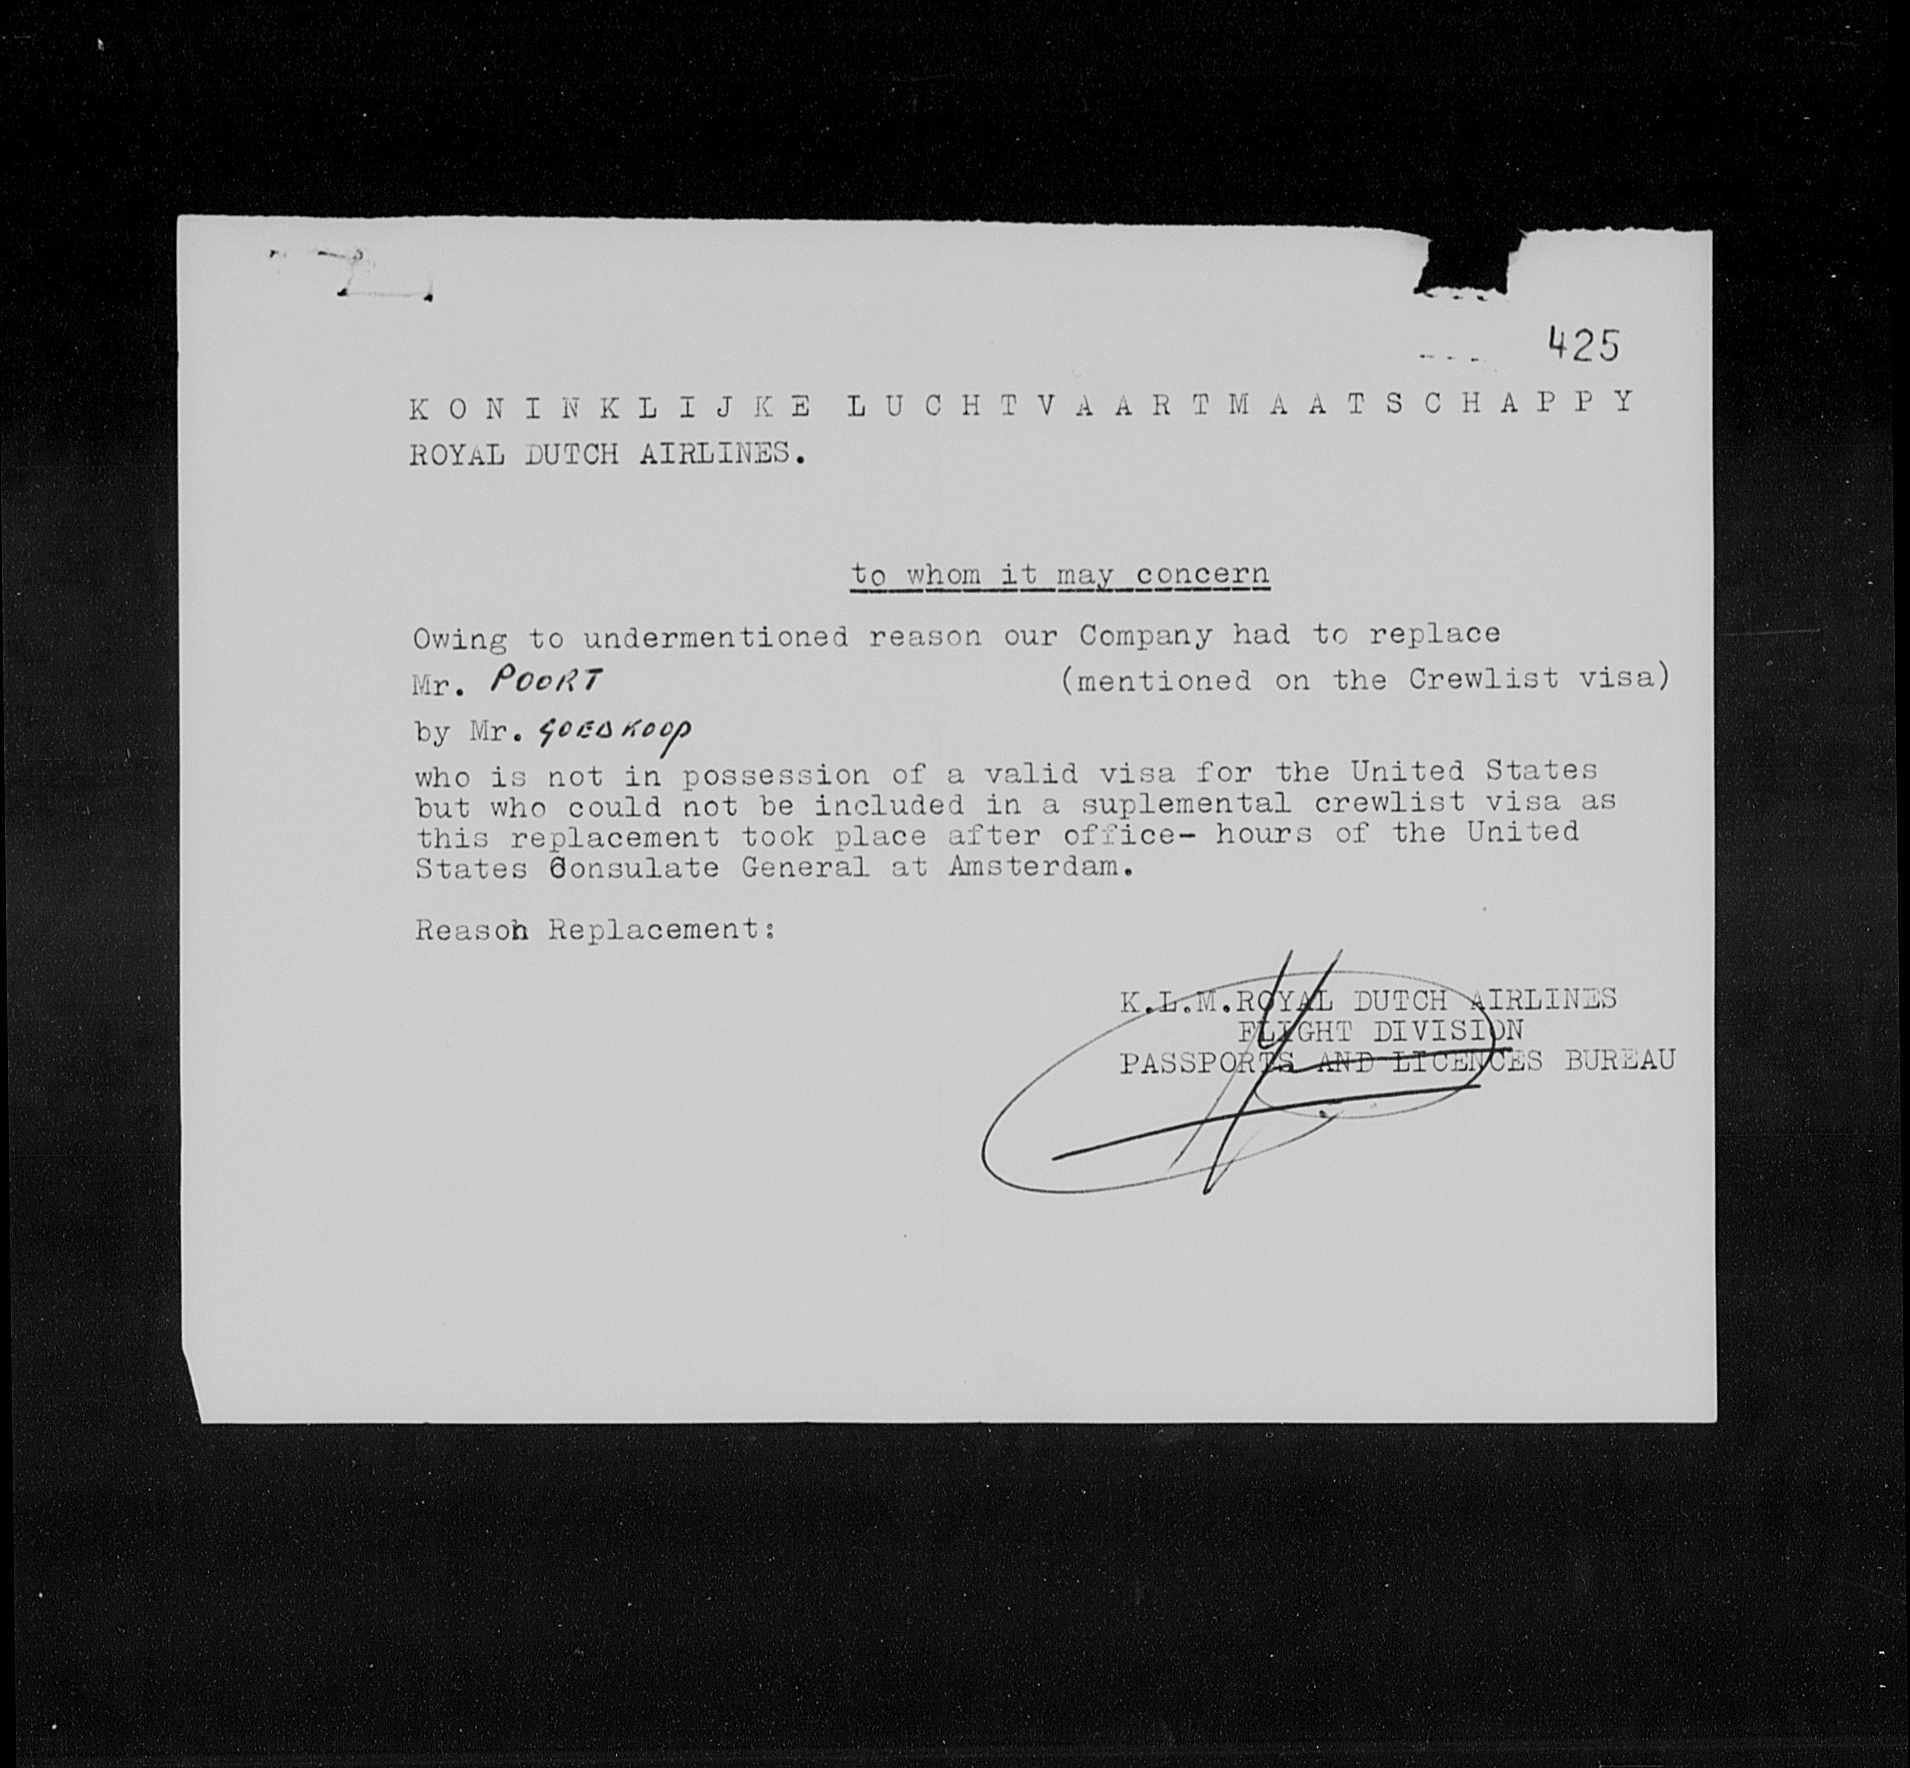 425
KONINKLIJKE LUCHTVAARTMAATSCHAPPY
ROYAL DUTCH AIRLINES.
to whom it may concern
Owing to undermentioned reason our Company had to replace
Mr. POORT (mentioned on the Crewlist visa)
by Mr. GOEDKOOP
who is not in possession of a valid visa for the United States
but who could not be included in a suplemental crewlist visa as
this replacement took place after office- hours of the United
States Consulate General at Amsterdam.
Reason Replacement:
K.L.M.ROYAL DUTCH AIRLINES
FLIGHT DIVISION
PASSPORTS AND LICENCES BUREAU